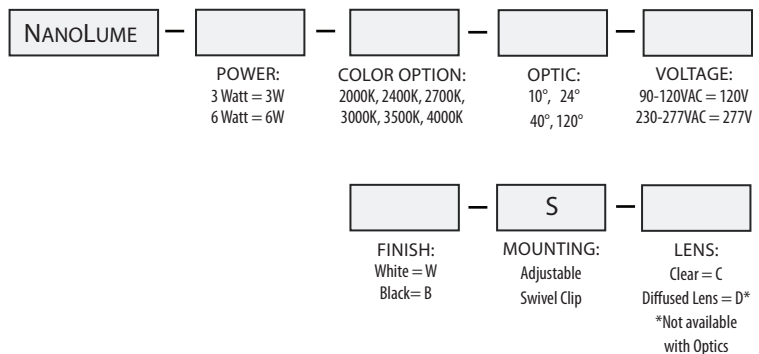 NANOLUME – – – –
POWER:
3 Watt = 3W
6 Watt = 6W
COLOR OPTION:
2000K, 2400K, 2700K,
3000K, 3500K, 4000K
OPTIC:
10°, 24°
40°, 120°
VOLTAGE:
90-120VAC = 120V
230-277VAC = 277V
– S –
FINISH:
White = W
Black= B
MOUNTING:
Adjustable
Swivel Clip
LENS:
Clear = C
Diffused Lens = D*
*Not available
with Optics